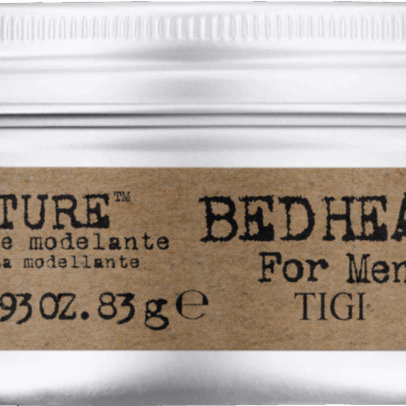 TURE™
e modelante
a modellante
93 OZ. 83 g ℮
BEDHEA
For Men
TIGI